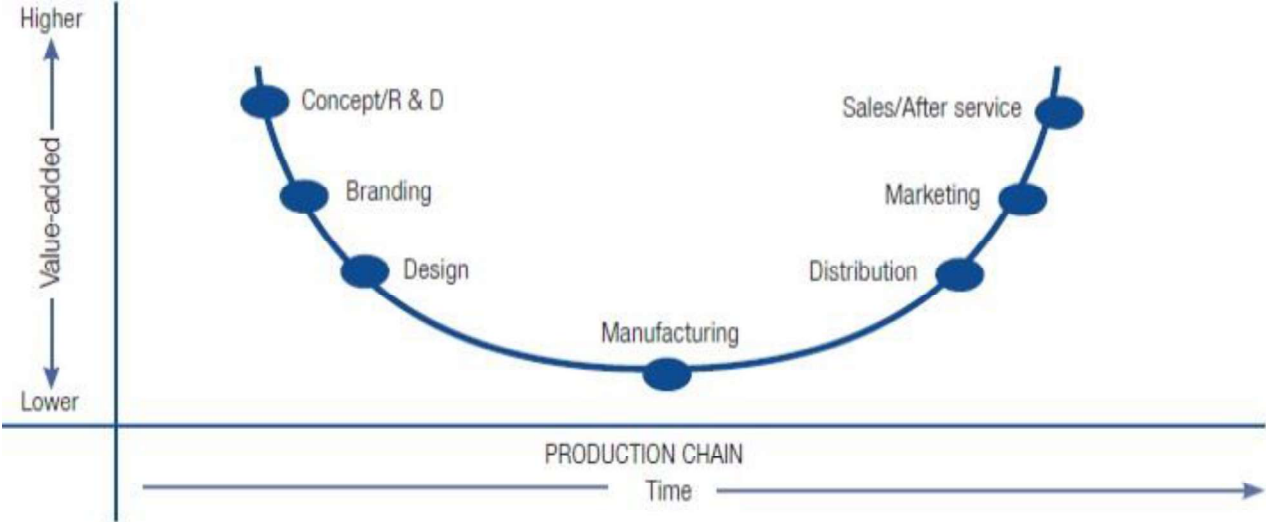 Higher
Value-added
Lower
Concept/R & D
Branding
Design
Manufacturing
Distribution
Marketing
Sales/After service
PRODUCTION CHAIN
Time